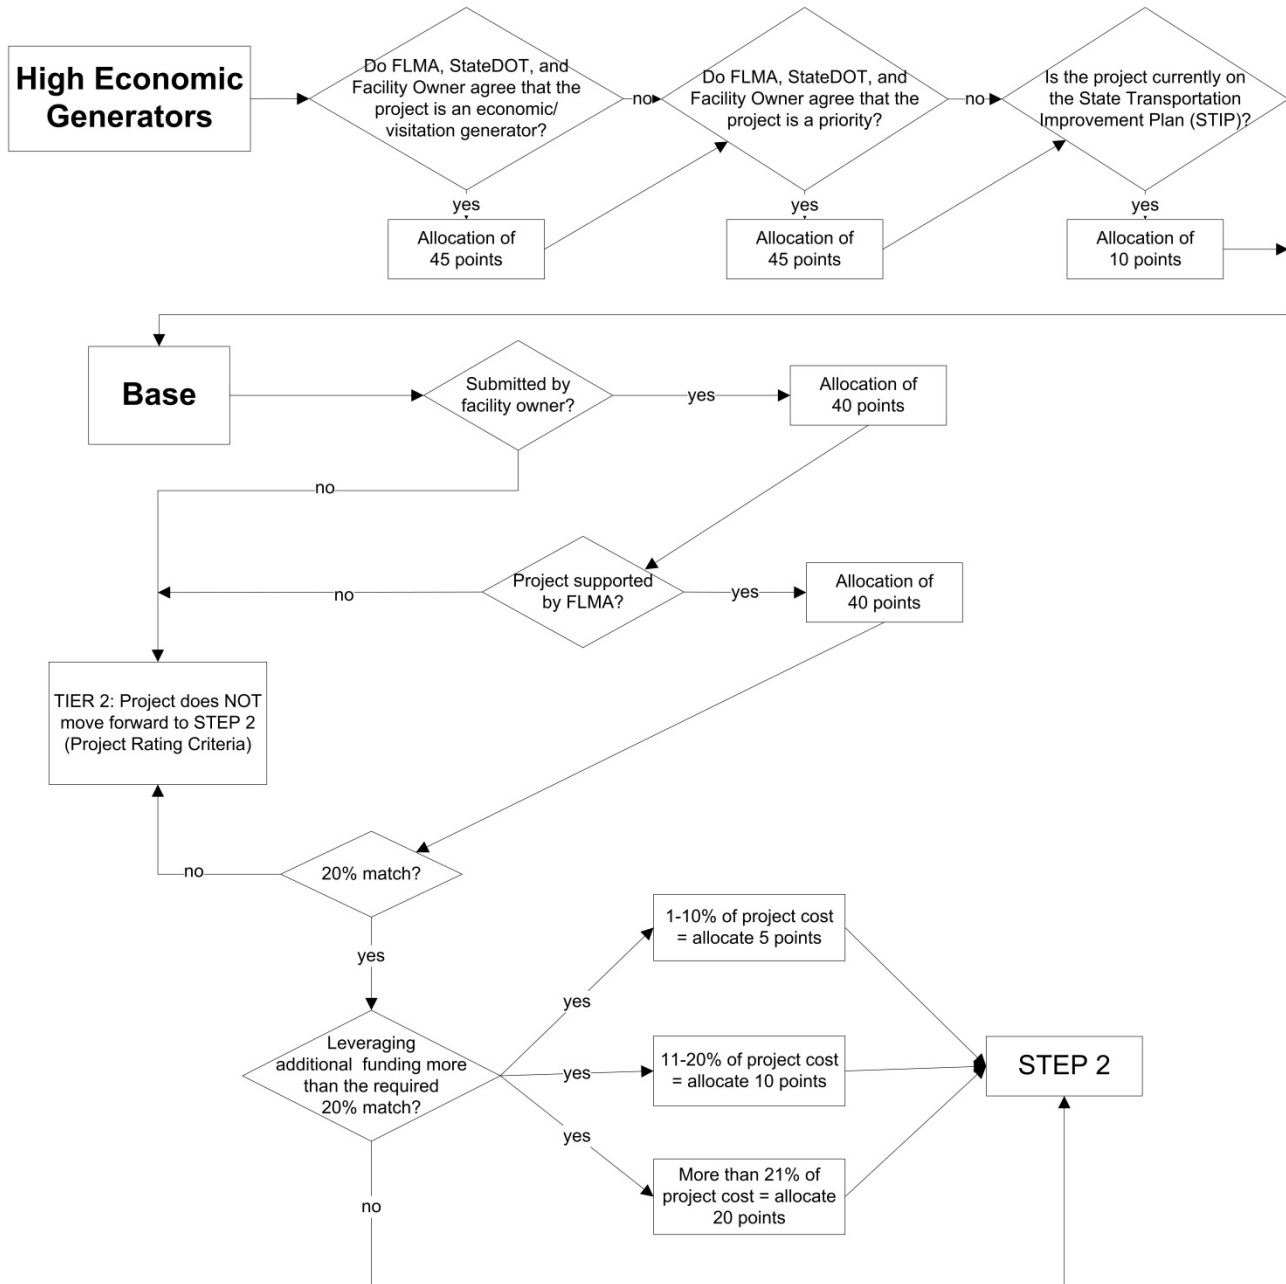 High Economic
Generators
Do FLMA, StateDOT, and
Facility Owner agree that the
project is an economic/
visitation generator?
no
Do FLMA, StateDOT, and
Facility Owner agree that the
project is a priority?
no
Is the project currently on
the State Transportation
Improvement Plan (STIP)?
yes
yes
yes
Allocation of
45 points
Allocation of
45 points
Allocation of
10 points
Base
Submitted by
facility owner?
yes
Allocation of
40 points
no
Project supported
by FLMA?
no
yes
Allocation of
40 points
TIER 2: Project does NOT
move forward to STEP 2
(Project Rating Criteria)
20% match?
no
yes
Leveraging
additional  funding more
than the required
20% match?
yes
1-10% of project cost
= allocate 5 points
yes
11-20% of project cost
= allocate 10 points
yes
More than 21% of
project cost = allocate
20 points
STEP 2
no